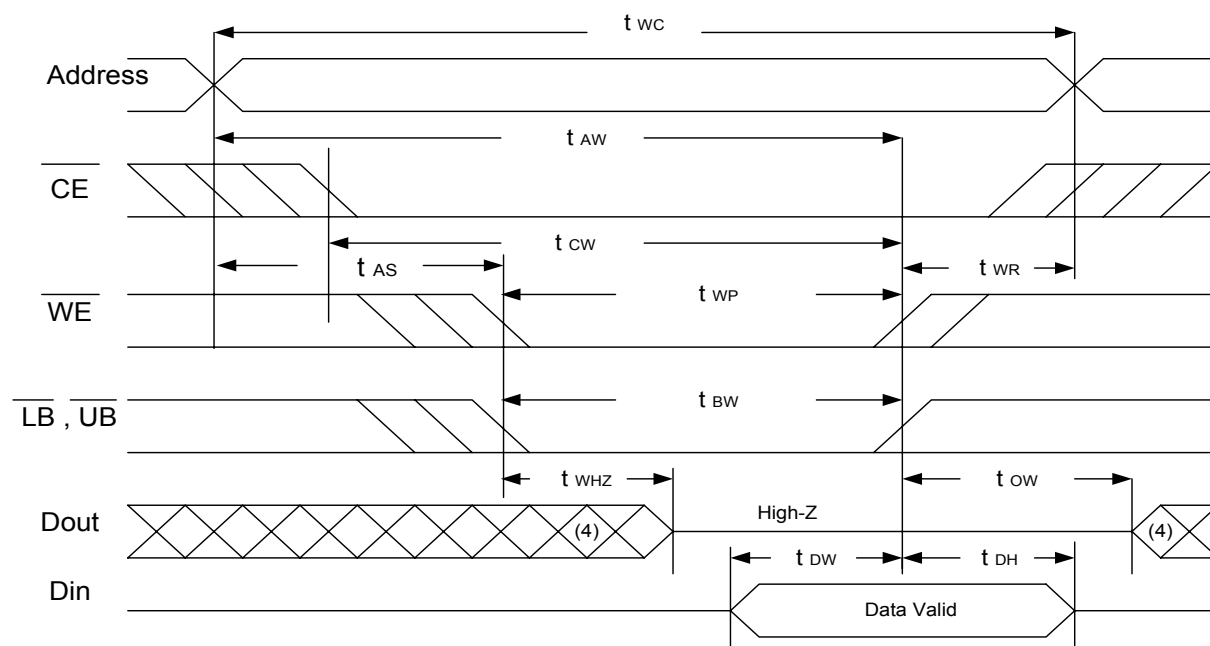 t WC
Address
t AW
CE
t CW
t AS
t WR
WE
t WP
LB , UB
t BW
t WHZ
t OW
Dout
(4)
High-Z
(4)
t DW
t DH
Din
Data Valid